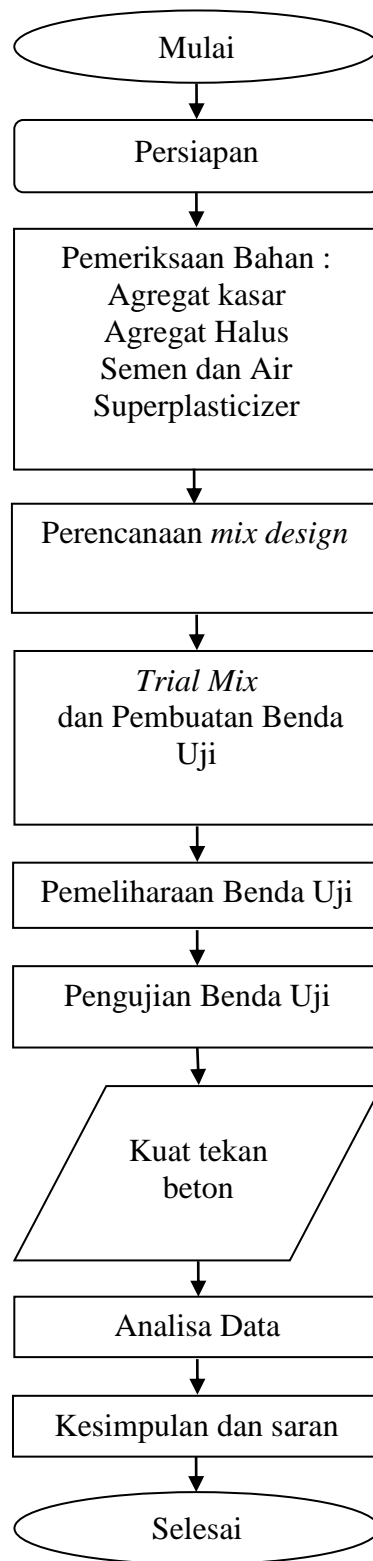 Mulai
Persiapan
Pemeriksaan Bahan :
Agregat kasar
Agregat Halus
Semen dan Air
Superplasticizer
Perencanaan mix design
Trial Mix
dan Pembuatan Benda
Uji
Pemeliharaan Benda Uji
Pengujian Benda Uji
Kuat tekan
beton
Analisa Data
Kesimpulan dan saran
Selesai